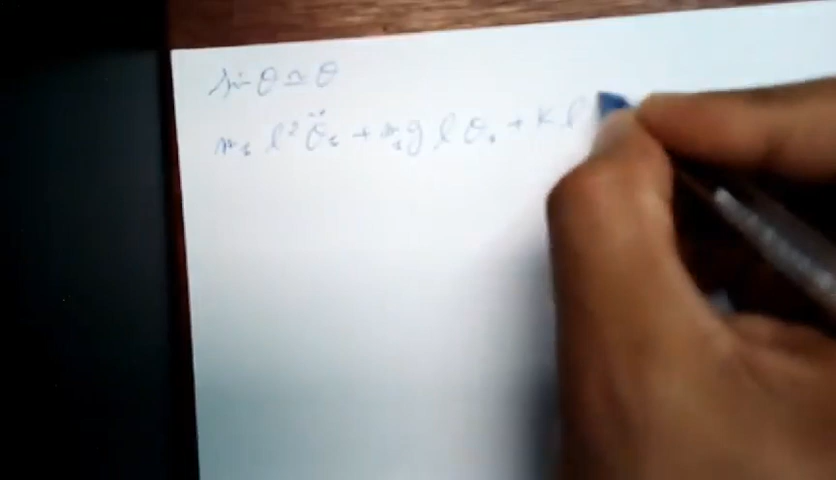 sin θ ≃ θ
m₁ l² θ̈₁ + m₁ g l θ₁ + k l